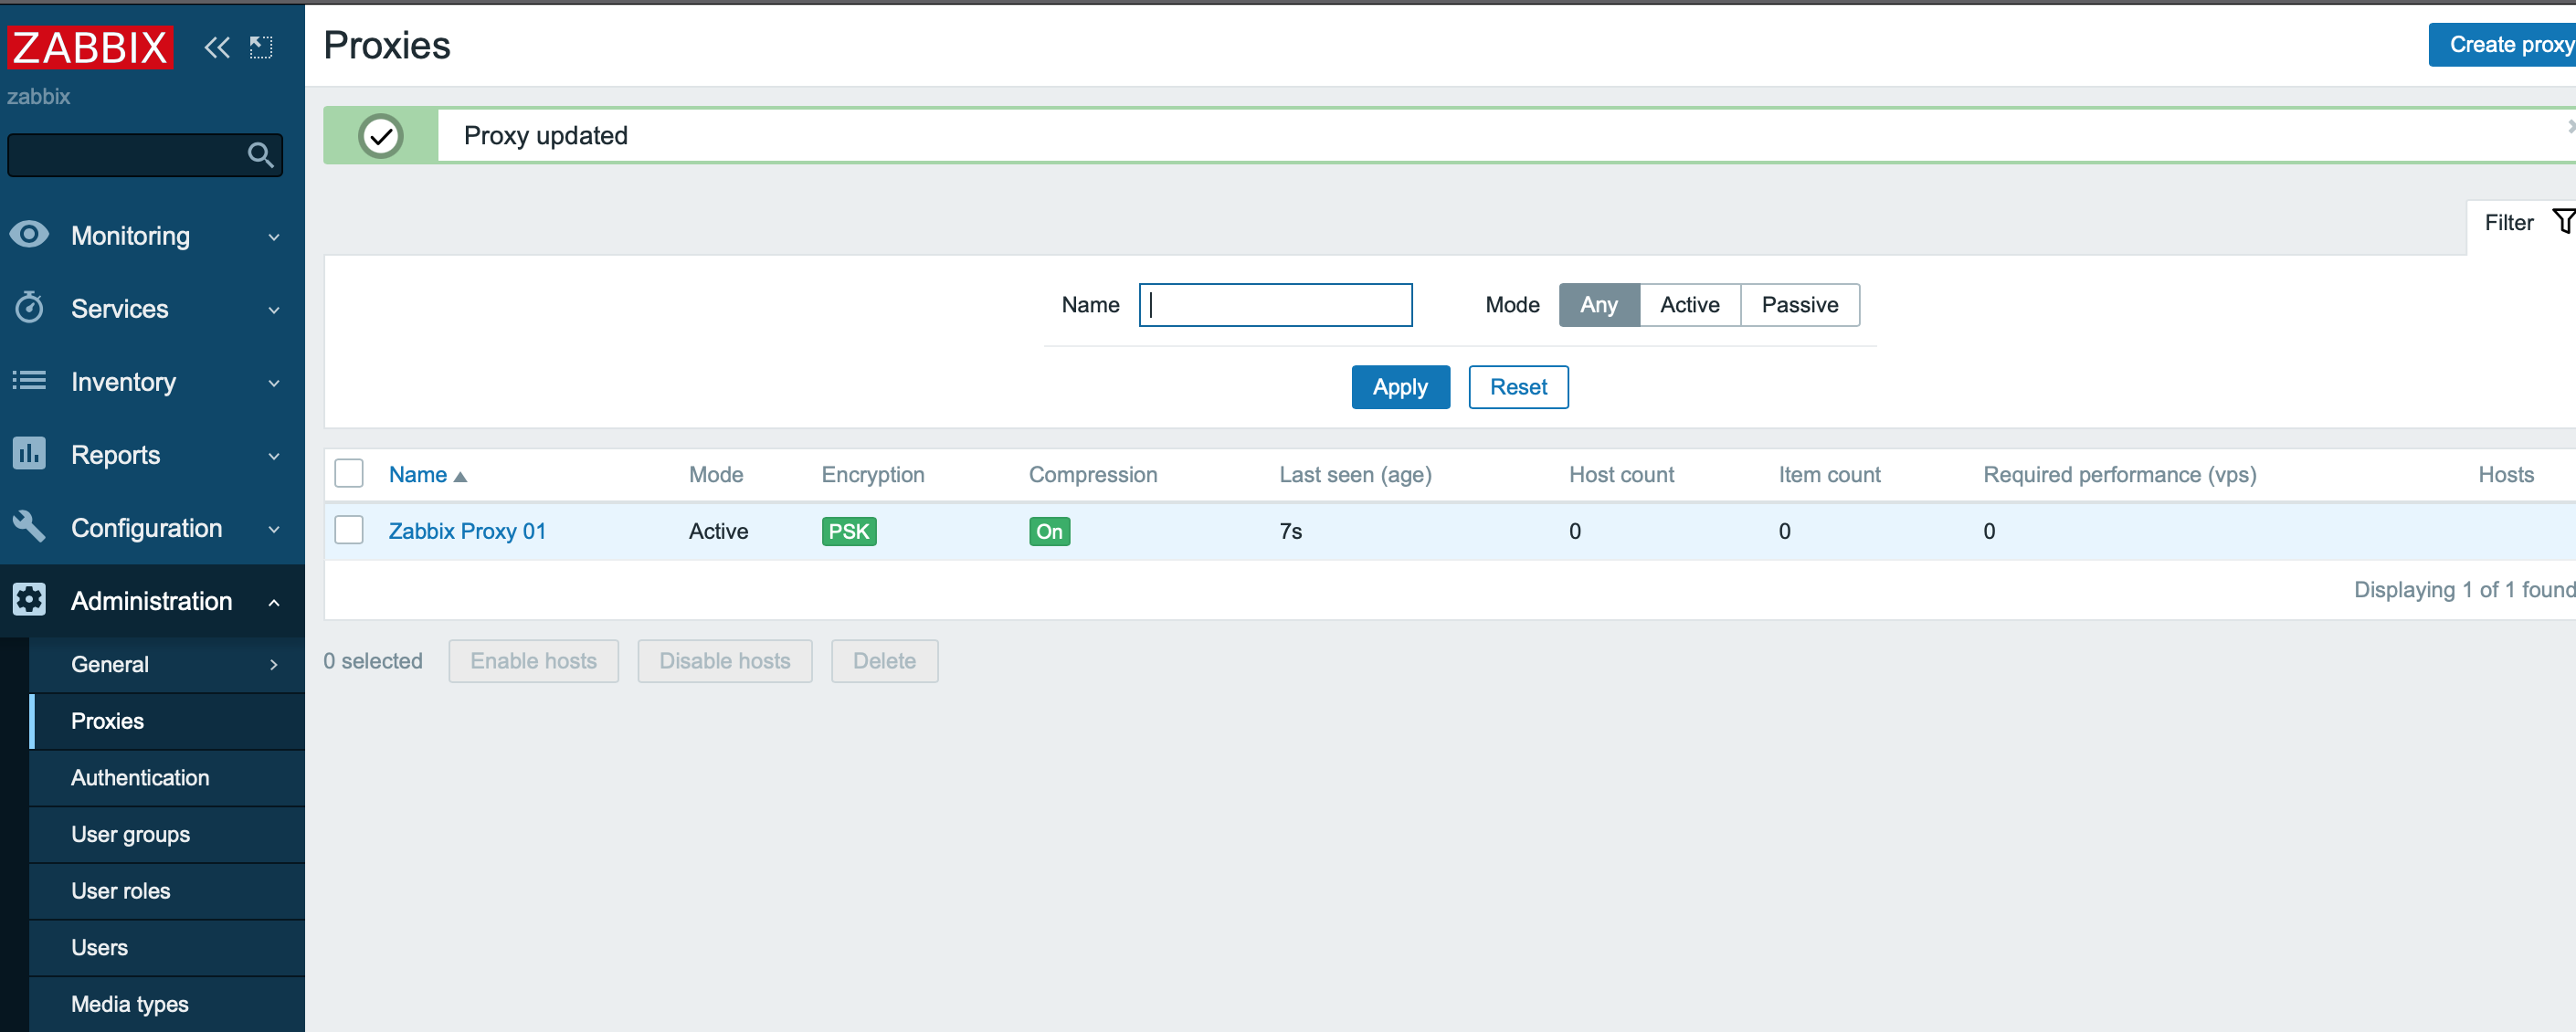 ZABBIX
zabbix
Monitoring
Services
Inventory
Reports
Configuration
Administration
General
Proxies
Authentication
User groups
User roles
Users
Media types
Proxies
Create proxy
Proxy updated
Filter
Name
Mode Any Active Passive
Apply Reset
Name Mode Encryption Compression Last seen (age) Host count Item count Required performance (vps) Hosts
Zabbix Proxy 01 Active PSK On 7s 0 0 0
Displaying 1 of 1 found
0 selected Enable hosts Disable hosts Delete